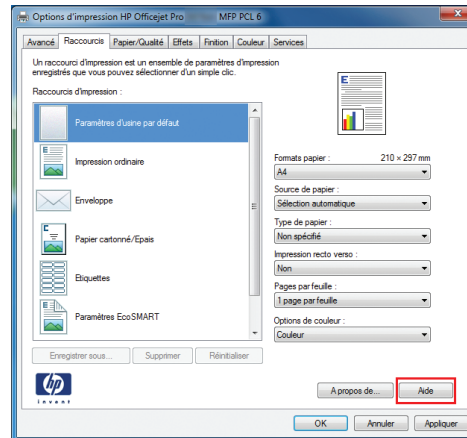 Options d'impression HP Officejet Pro MFP PCL 6
Avancé Raccourcis Papier/Qualité Effets Finition Couleur Services
Un raccourci d'impression est un ensemble de paramètres d'impression
enregistrés que vous pouvez sélectionner d'un simple clic.
Raccourcis d'impression :
Paramètres d'usine par défaut
Impression ordinaire
Enveloppe
Papier cartonné/Epais
Etiquettes
Paramètres EcoSMART
Enregistrer sous... Supprimer Réinitialiser
Formats papier : 210 × 297 mm
A4
Source de papier :
Sélection automatique
Type de papier :
Non spécifié
Impression recto verso :
Non
Pages par feuille :
1 page par feuille
Options de couleur :
Couleur
hp
invent
A propos de... Aide
OK Annuler Appliquer